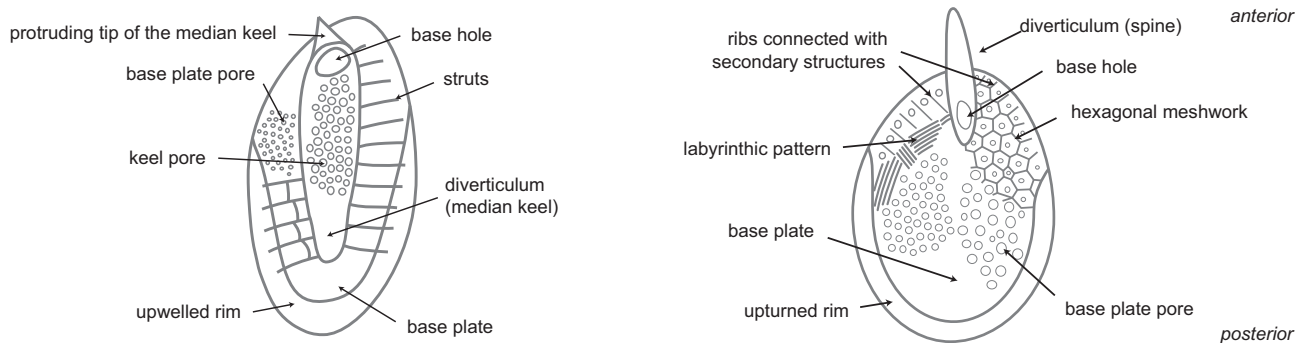 protruding tip of the median keel
base hole
base plate pore
struts
keel pore
diverticulum
(median keel)
upwelled rim
base plate
anterior
diverticulum (spine)
ribs connected with
secondary structures
base hole
hexagonal meshwork
labyrinthic pattern
base plate
upturned rim
base plate pore
posterior